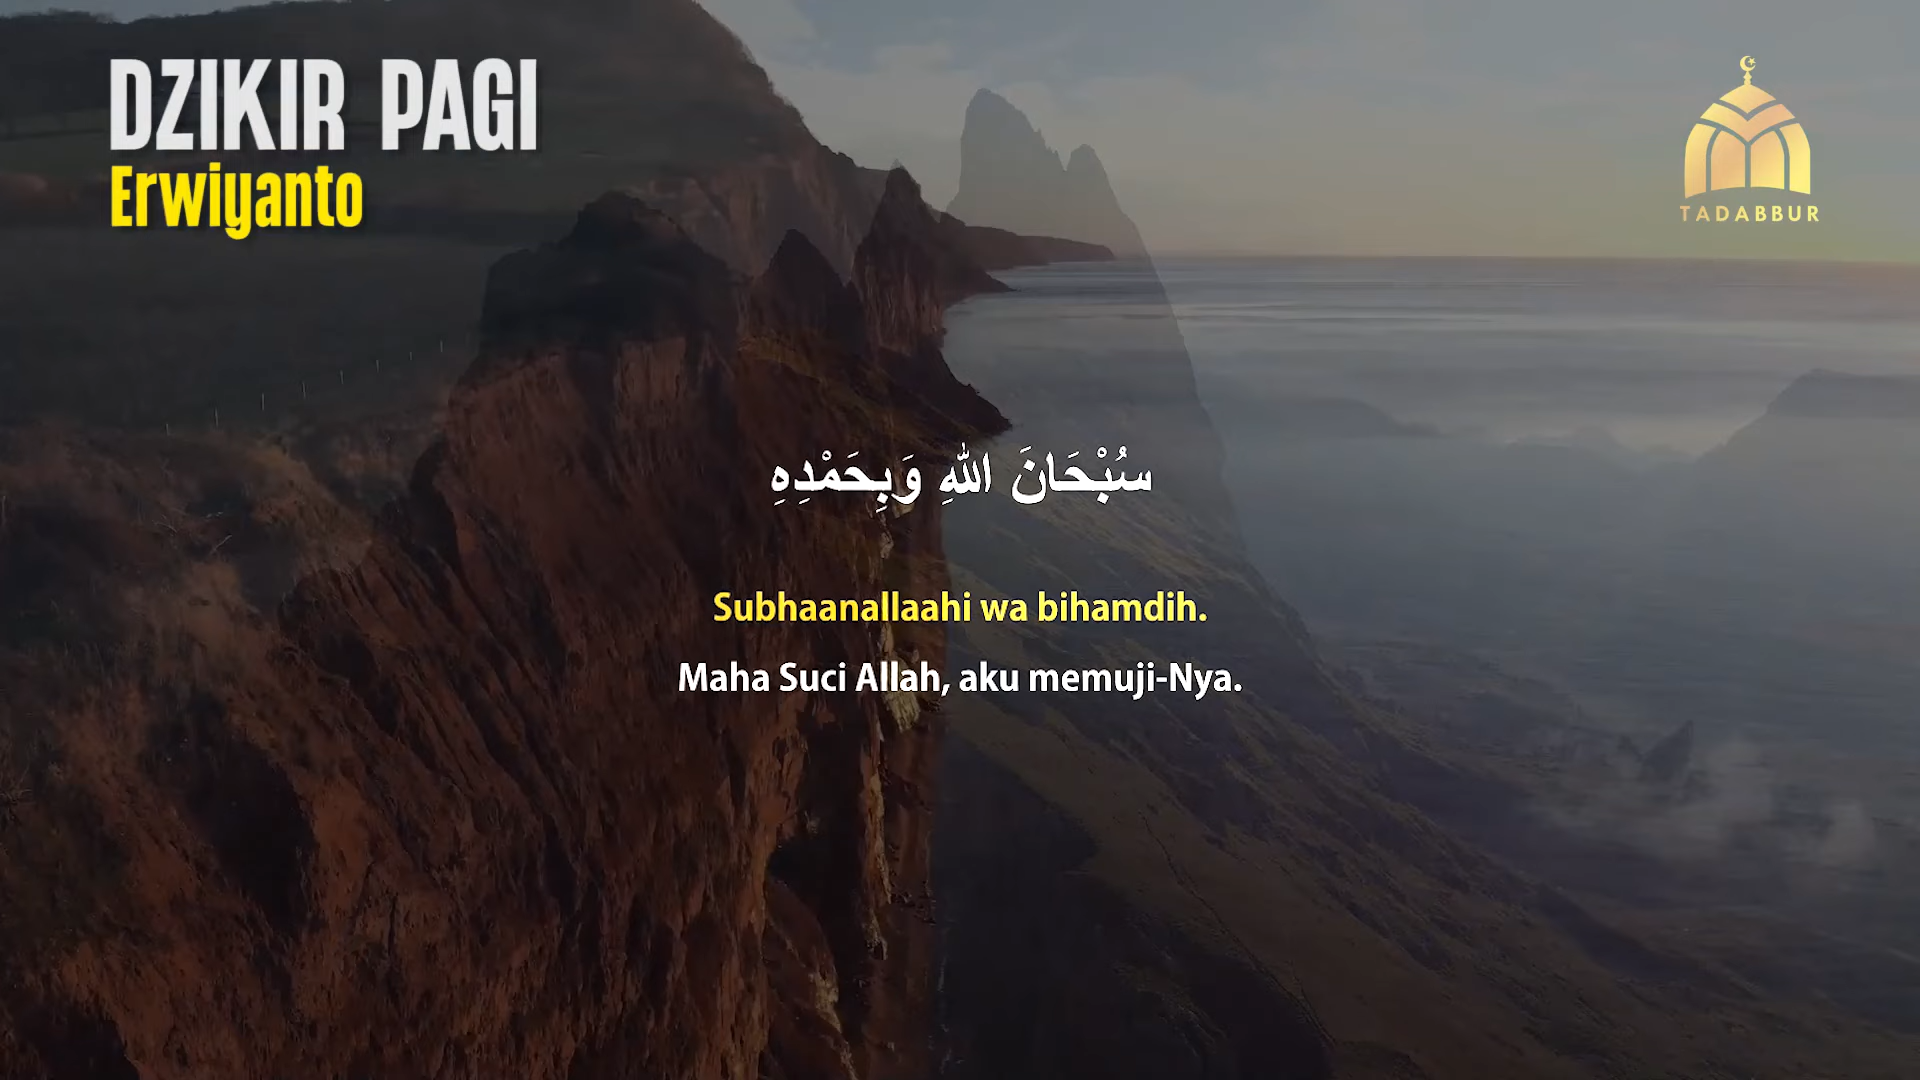 DZIKIR PAGI
Erwiyanto
TADABBUR
سُبْحَانَ اللهِ وَبِحَمْدِهِ
Subhaanallaahi wa bihamdih.
Maha Suci Allah, aku memuji-Nya.